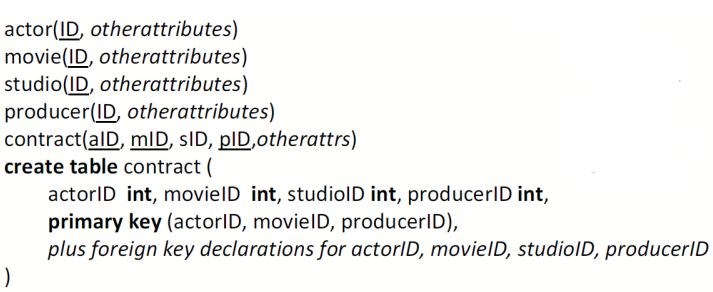 actor(ID, otherattributes)
movie(ID, otherattributes)
studio(ID, otherattributes)
producer(ID, otherattributes)
contract(aID, mID, sID, pID,otherattrs)
create table contract (
actorID int, movieID int, studioID int, producerID int,
primary key (actorID, movieID, producerID),
plus foreign key declarations for actorID, movieID, studioID, producerID
)